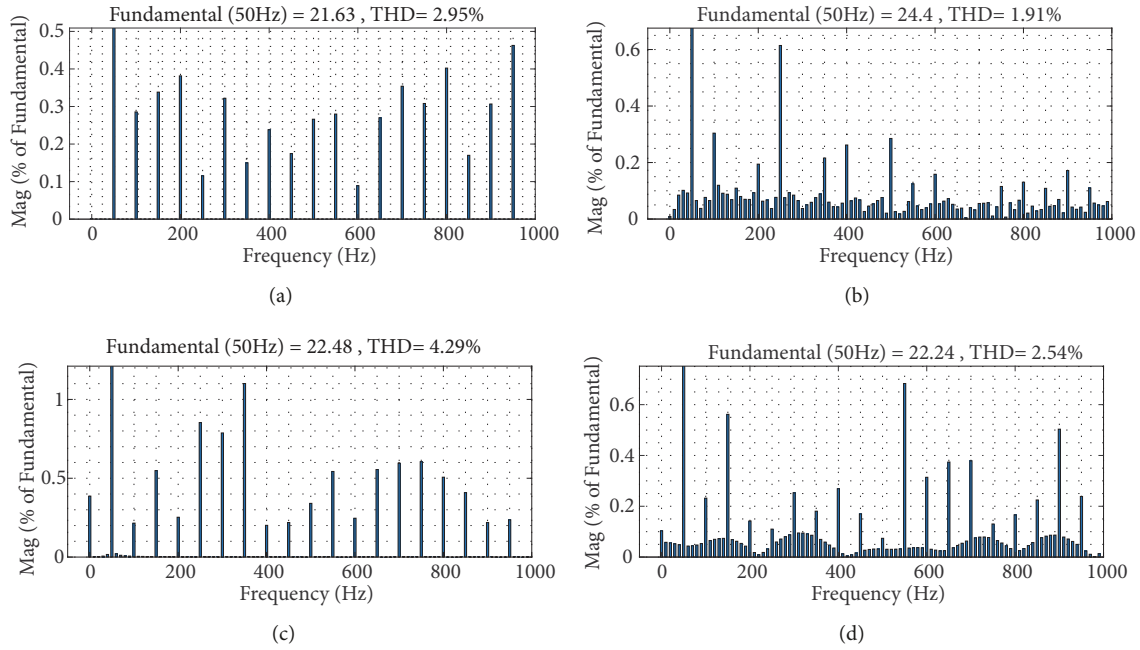 Fundamental (50Hz) = 21.63 , THD= 2.95%
Mag (% of Fundamental)
0.5
0.4
0.3
0.2
0.1
0
0 200 400 600 800 1000
Frequency (Hz)
(a)
Fundamental (50Hz) = 24.4 , THD= 1.91%
Mag (% of Fundamental)
0.6
0.4
0.2
0
0 200 400 600 800 1000
Frequency (Hz)
(b)
Fundamental (50Hz) = 22.48 , THD= 4.29%
Mag (% of Fundamental)
1
0.5
0
0 200 400 600 800 1000
Frequency (Hz)
(c)
Fundamental (50Hz) = 22.24 , THD= 2.54%
Mag (% of Fundamental)
0.6
0.4
0.2
0
0 200 400 600 800 1000
Frequency (Hz)
(d)